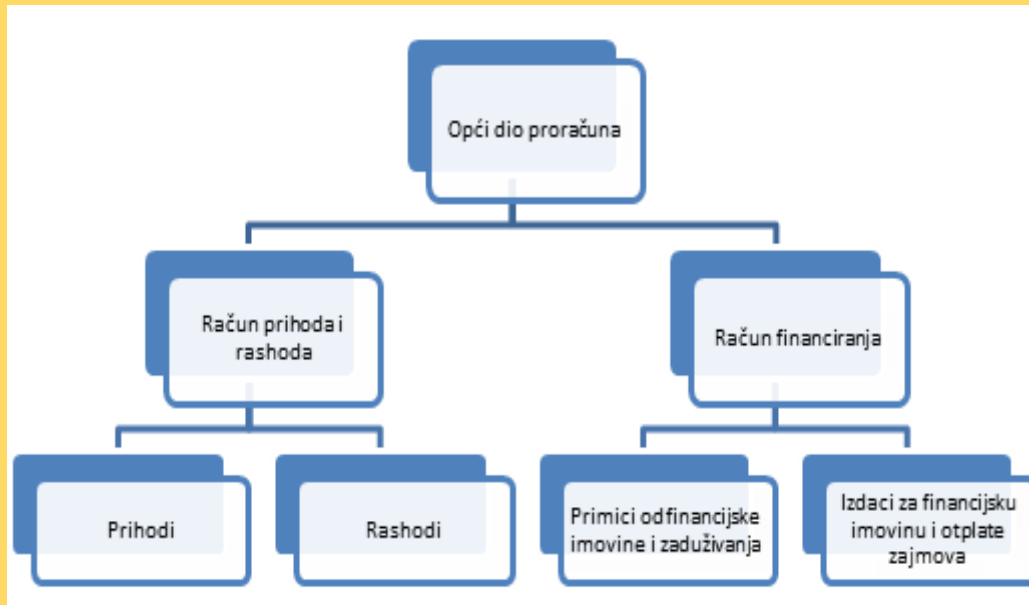 Opći dio proračuna
Račun prihoda i
rashoda
Račun financiranja
Prihodi
Rashodi
Primici od financijske
imovine i zaduživanja
Izdaci za financijsku
imovinu i otplate
zajmova